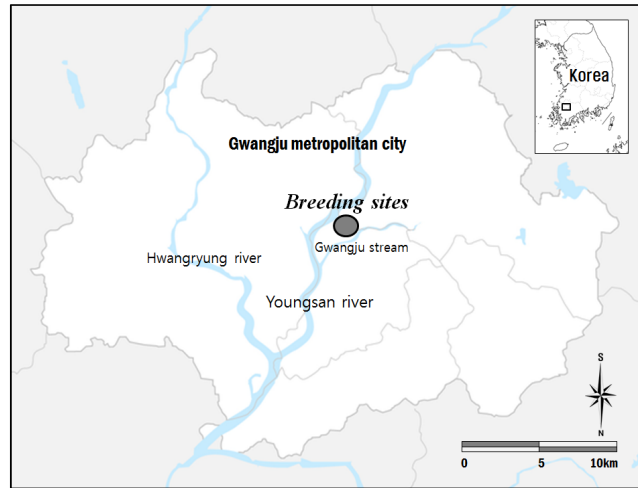 Korea
Gwangju metropolitan city
Breeding sites
Gwangju stream
Hwangryung river
Youngsan river
S
N
0 5 10km